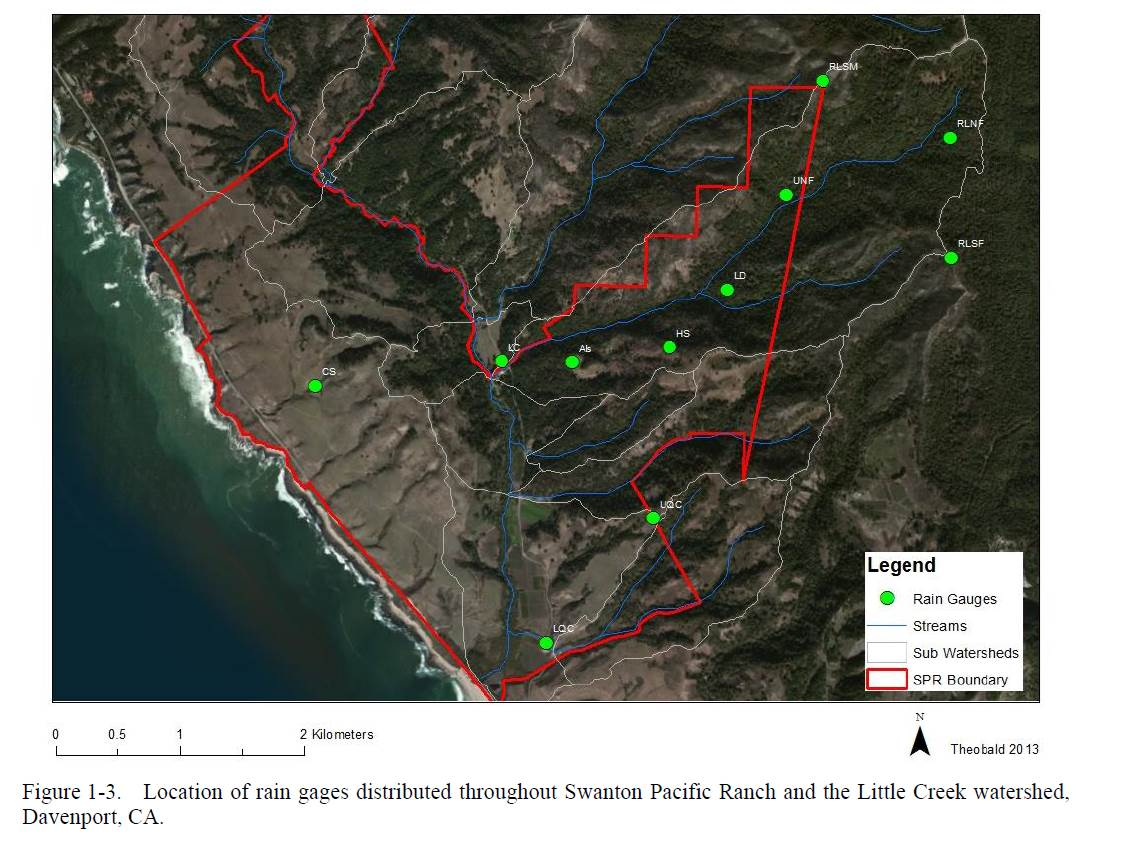 RLSM
RLNF
UNF
RLSF
LD
HS
LC
Als
CS
UQC
LQC
Legend
Rain Gauges
Streams
Sub Watersheds
SPR Boundary
0 0.5 1 2 Kilometers
N
Theobald 2013
Figure 1-3. Location of rain gages distributed throughout Swanton Pacific Ranch and the Little Creek watershed,
Davenport, CA.